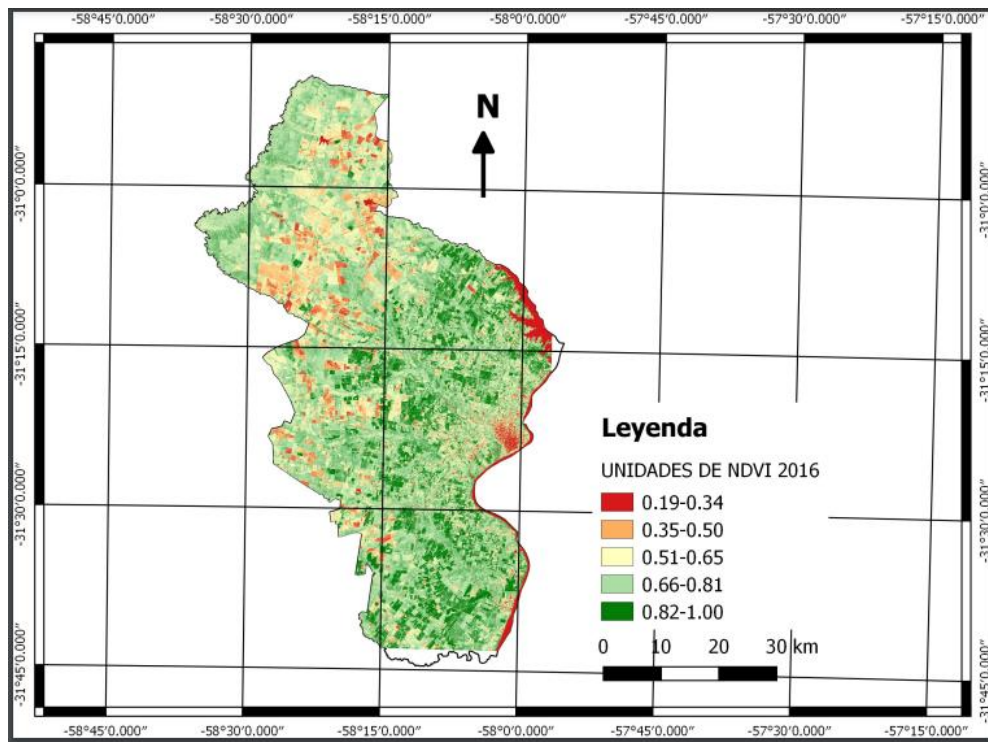 -58°45′0.000″ -58°30′0.000″ -58°15′0.000″ -58°0′0.000″ -57°45′0.000″ -57°30′0.000″ -57°15′0.000″
N
-31°0′0.000″ -31°0′0.000″
-31°15′0.000″ -31°15′0.000″
-31°30′0.000″ -31°30′0.000″
-31°45′0.000″ -31°45′0.000″
Leyenda
UNIDADES DE NDVI 2016
0.19-0.34
0.35-0.50
0.51-0.65
0.66-0.81
0.82-1.00
0 10 20 30 km
-58°45′0.000″ -58°30′0.000″ -58°15′0.000″ -58°0′0.000″ -57°45′0.000″ -57°30′0.000″ -57°15′0.000″